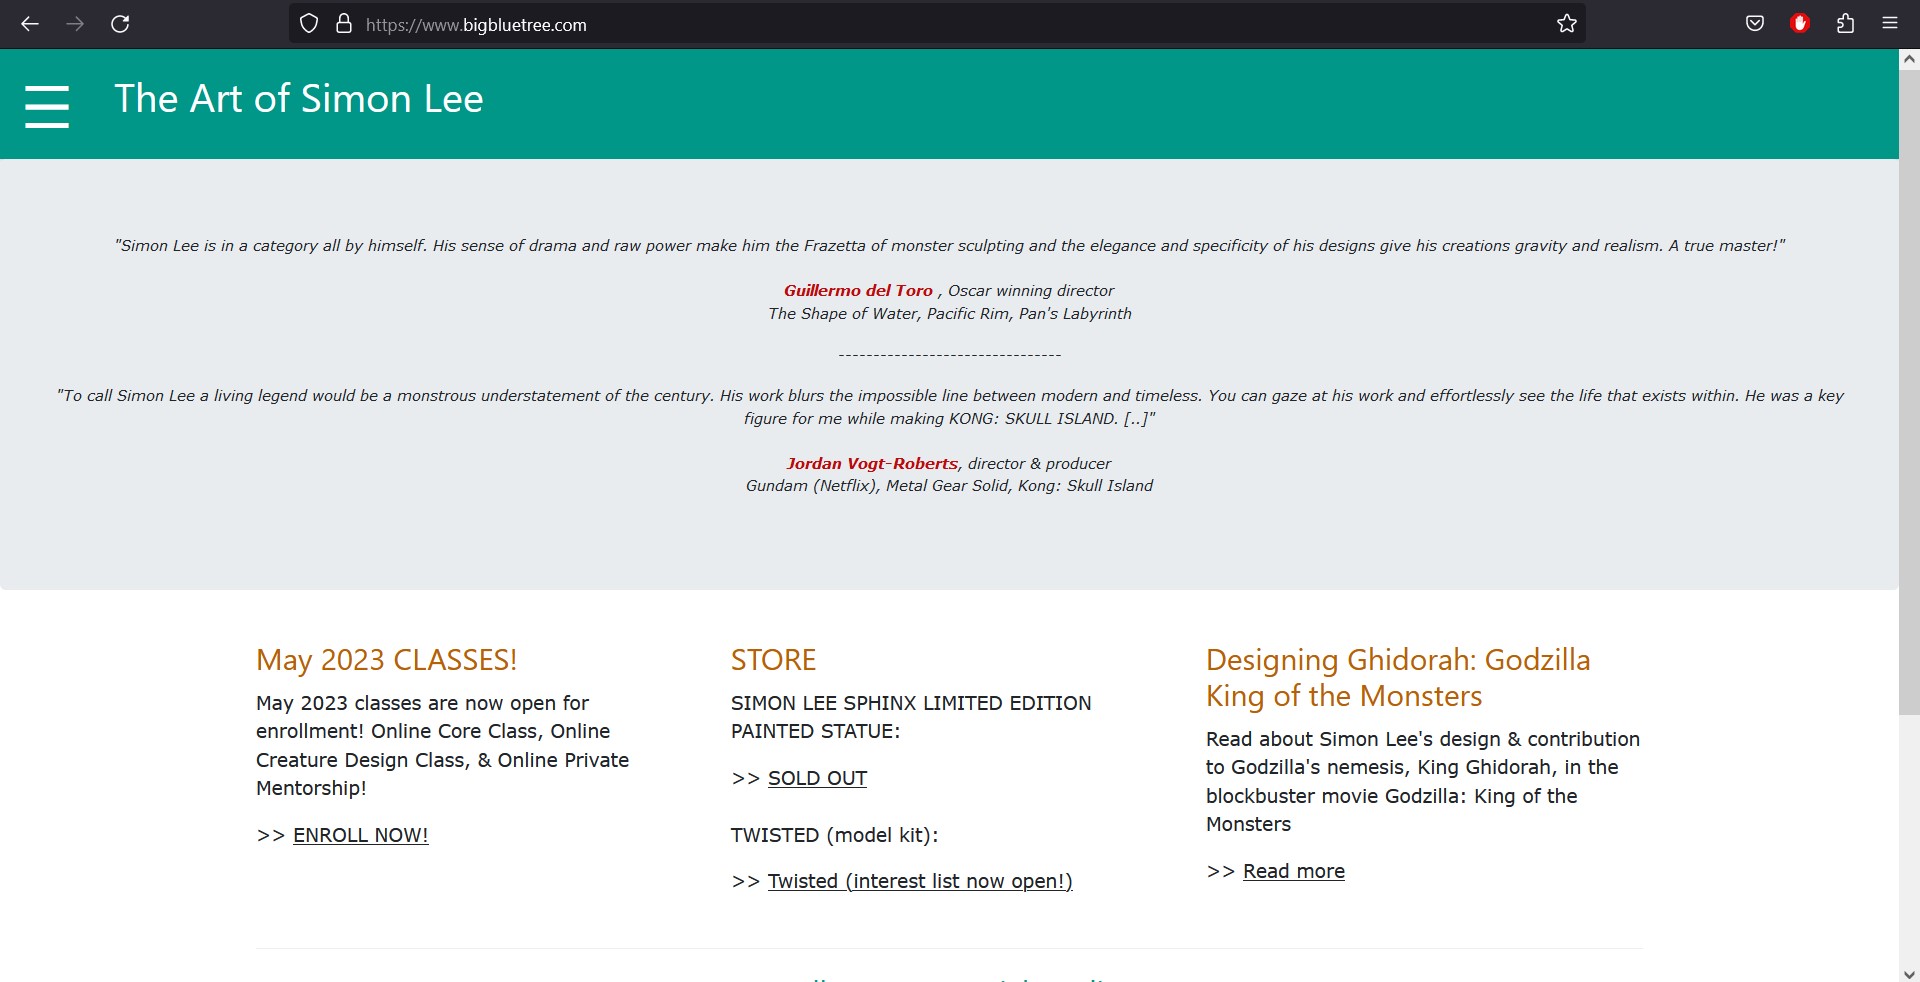 https://www.bigbluetree.com
The Art of Simon Lee
"Simon Lee is in a category all by himself. His sense of drama and raw power make him the Frazetta of monster sculpting and the elegance and specificity of his designs give his creations gravity and realism. A true master!"
Guillermo del Toro , Oscar winning director
The Shape of Water, Pacific Rim, Pan's Labyrinth
--------------------------------
"To call Simon Lee a living legend would be a monstrous understatement of the century. His work blurs the impossible line between modern and timeless. You can gaze at his work and effortlessly see the life that exists within. He was a key
figure for me while making KONG: SKULL ISLAND. [..]"
Jordan Vogt-Roberts, director & producer
Gundam (Netflix), Metal Gear Solid, Kong: Skull Island
May 2023 CLASSES!
May 2023 classes are now open for
enrollment! Online Core Class, Online
Creature Design Class, & Online Private
Mentorship!
>> ENROLL NOW!
STORE
SIMON LEE SPHINX LIMITED EDITION
PAINTED STATUE:
>> SOLD OUT
TWISTED (model kit):
>> Twisted (interest list now open!)
Designing Ghidorah: Godzilla
King of the Monsters
Read about Simon Lee's design & contribution
to Godzilla's nemesis, King Ghidorah, in the
blockbuster movie Godzilla: King of the
Monsters
>> Read more